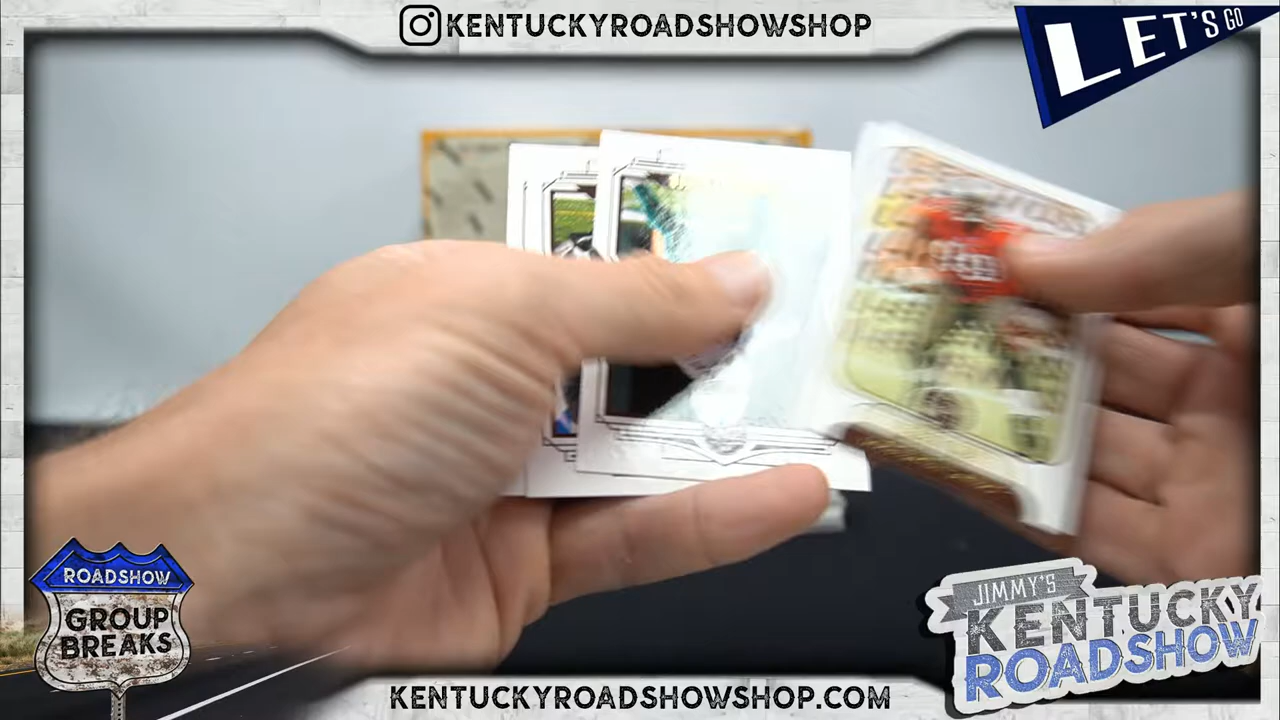 KENTUCKYROADSHOWSHOP
LET'S GO
ROADSHOW
GROUP
BREAKS
JIMMY'S
KENTUCKY
ROADSHOW
KENTUCKYROADSHOWSHOP.COM